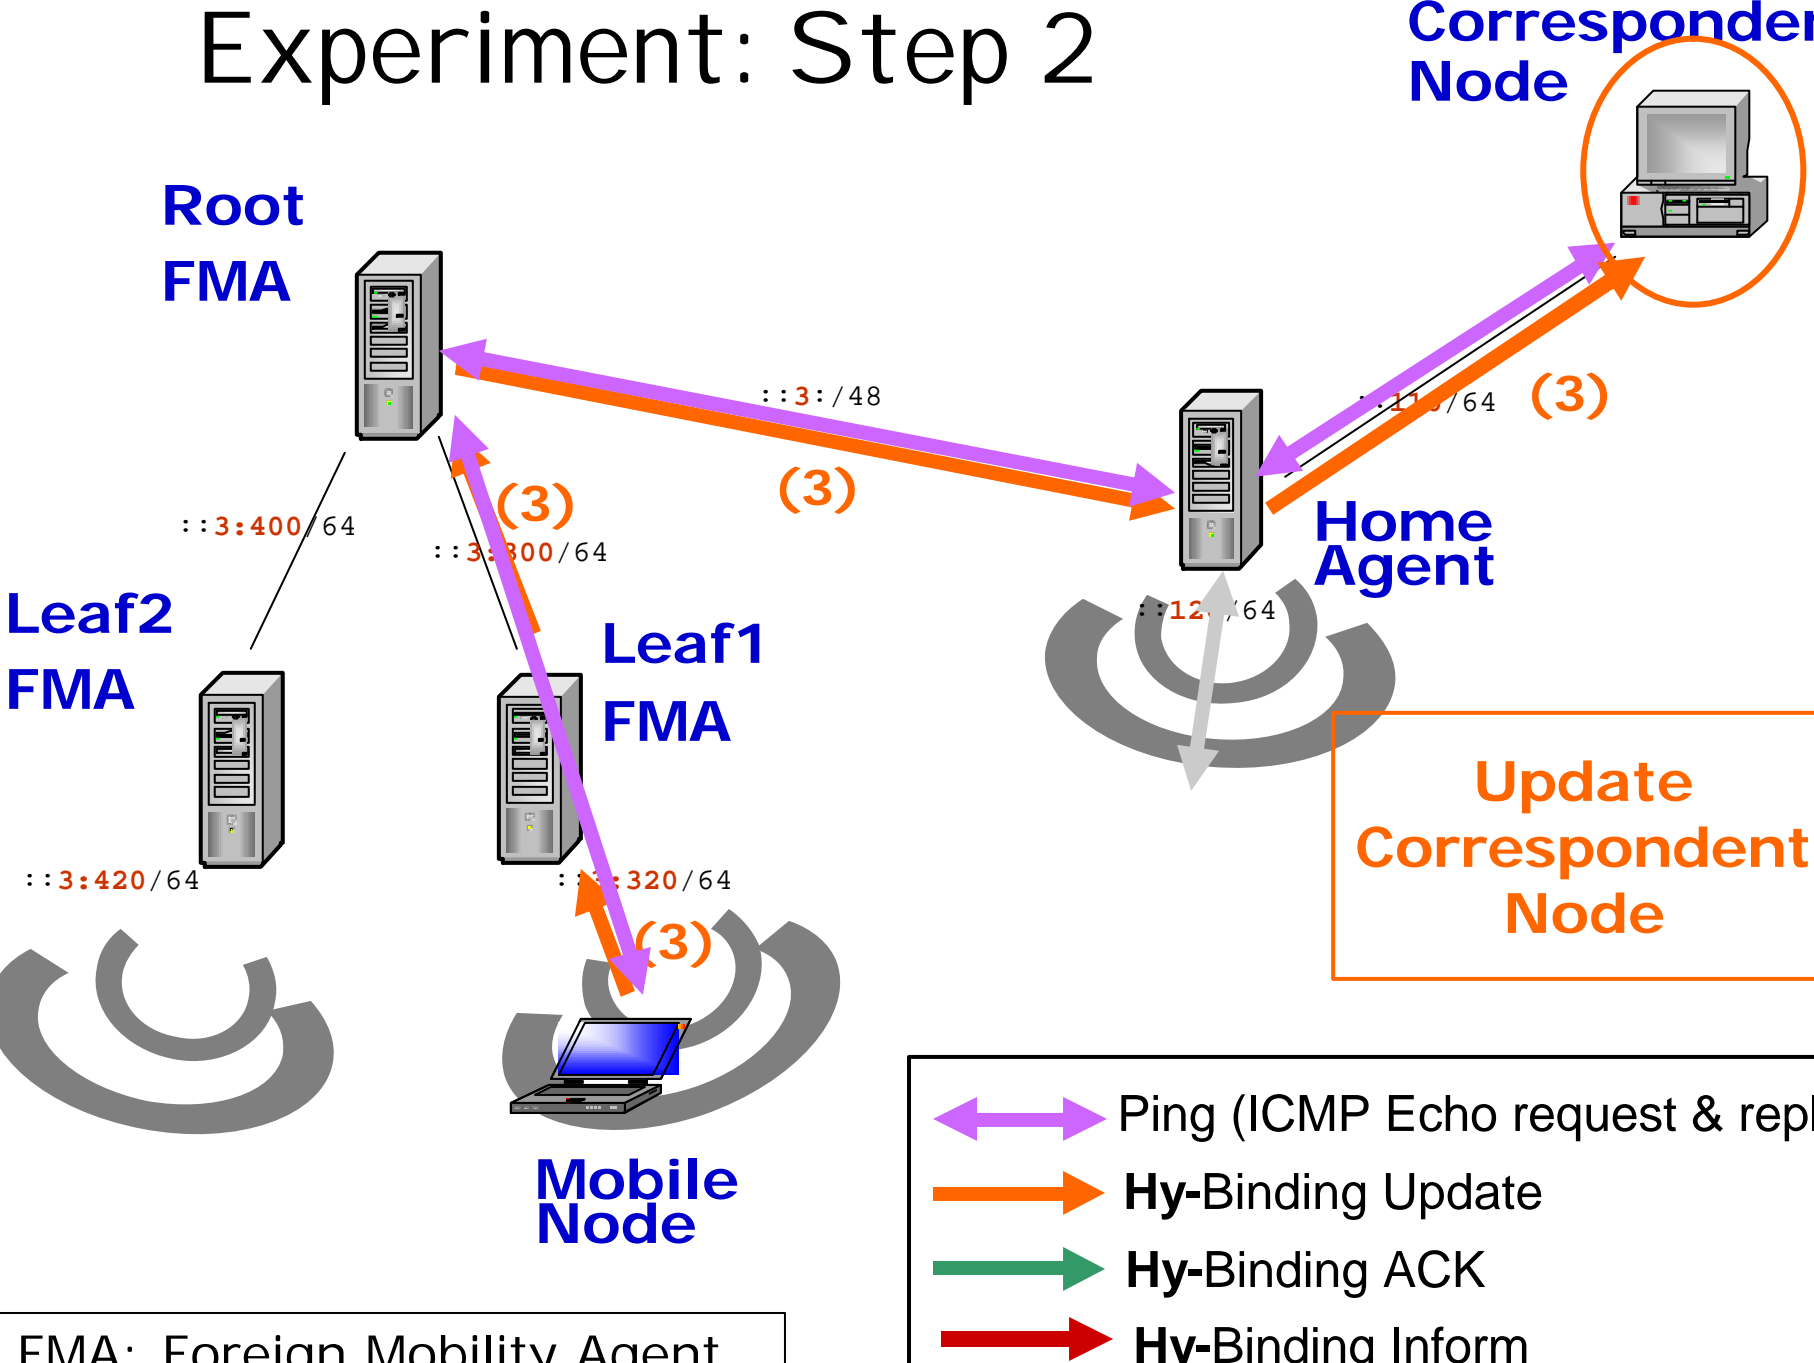 Experiment: Step 2
Node
Root
FMA
::3:/48
(3)
/64
(3)
(3)
::3:400/64
/64
Home
Agent
/64
Leaf2
FMA
Leaf1
FMA
Update
Correspondent
Node
::3:420/64
320/64
(3)
Mobile
Node
Ping (ICMP Echo request &
Hy-Binding Update
Hy-Binding ACK
Hy-Binding Inform
FMA: Foreign Mobility Agent